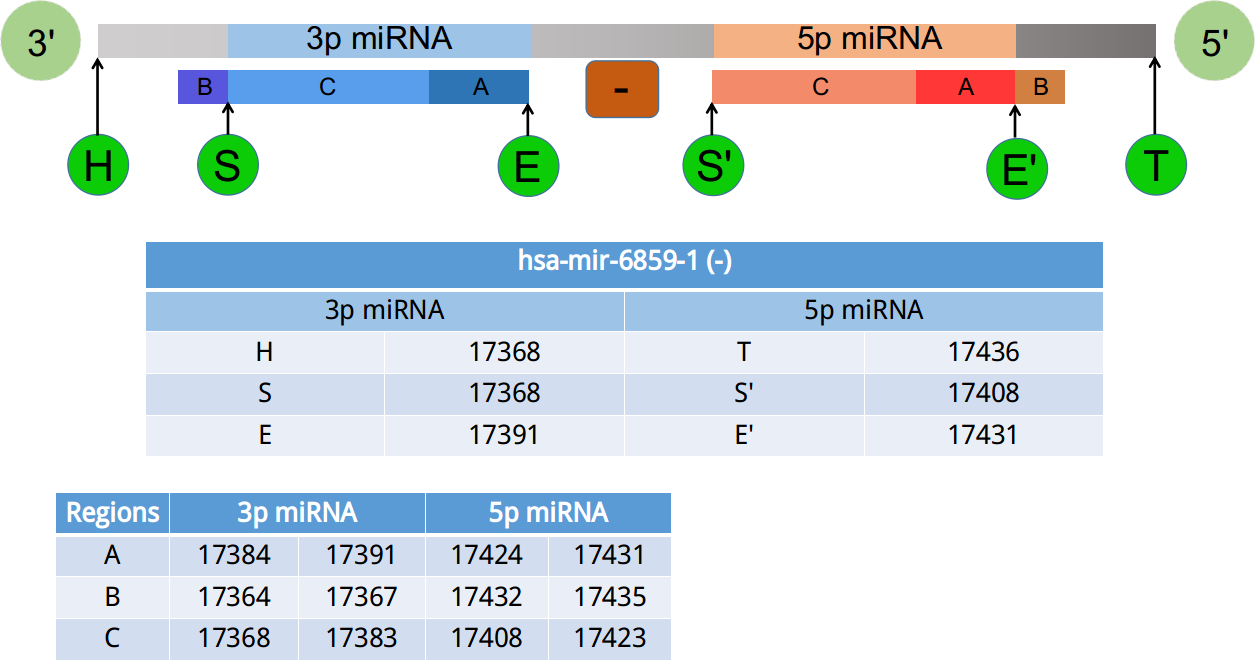 3' 3p miRNA 5p miRNA 5'
B C A - C A B
H S E S' E' T
hsa-mir-6859-1 (-)
3p miRNA 5p miRNA
H 17368 T 17436
S 17368 S' 17408
E 17391 E' 17431
Regions 3p miRNA 5p miRNA
A 17384 17391 17424 17431
B 17364 17367 17432 17435
C 17368 17383 17408 17423